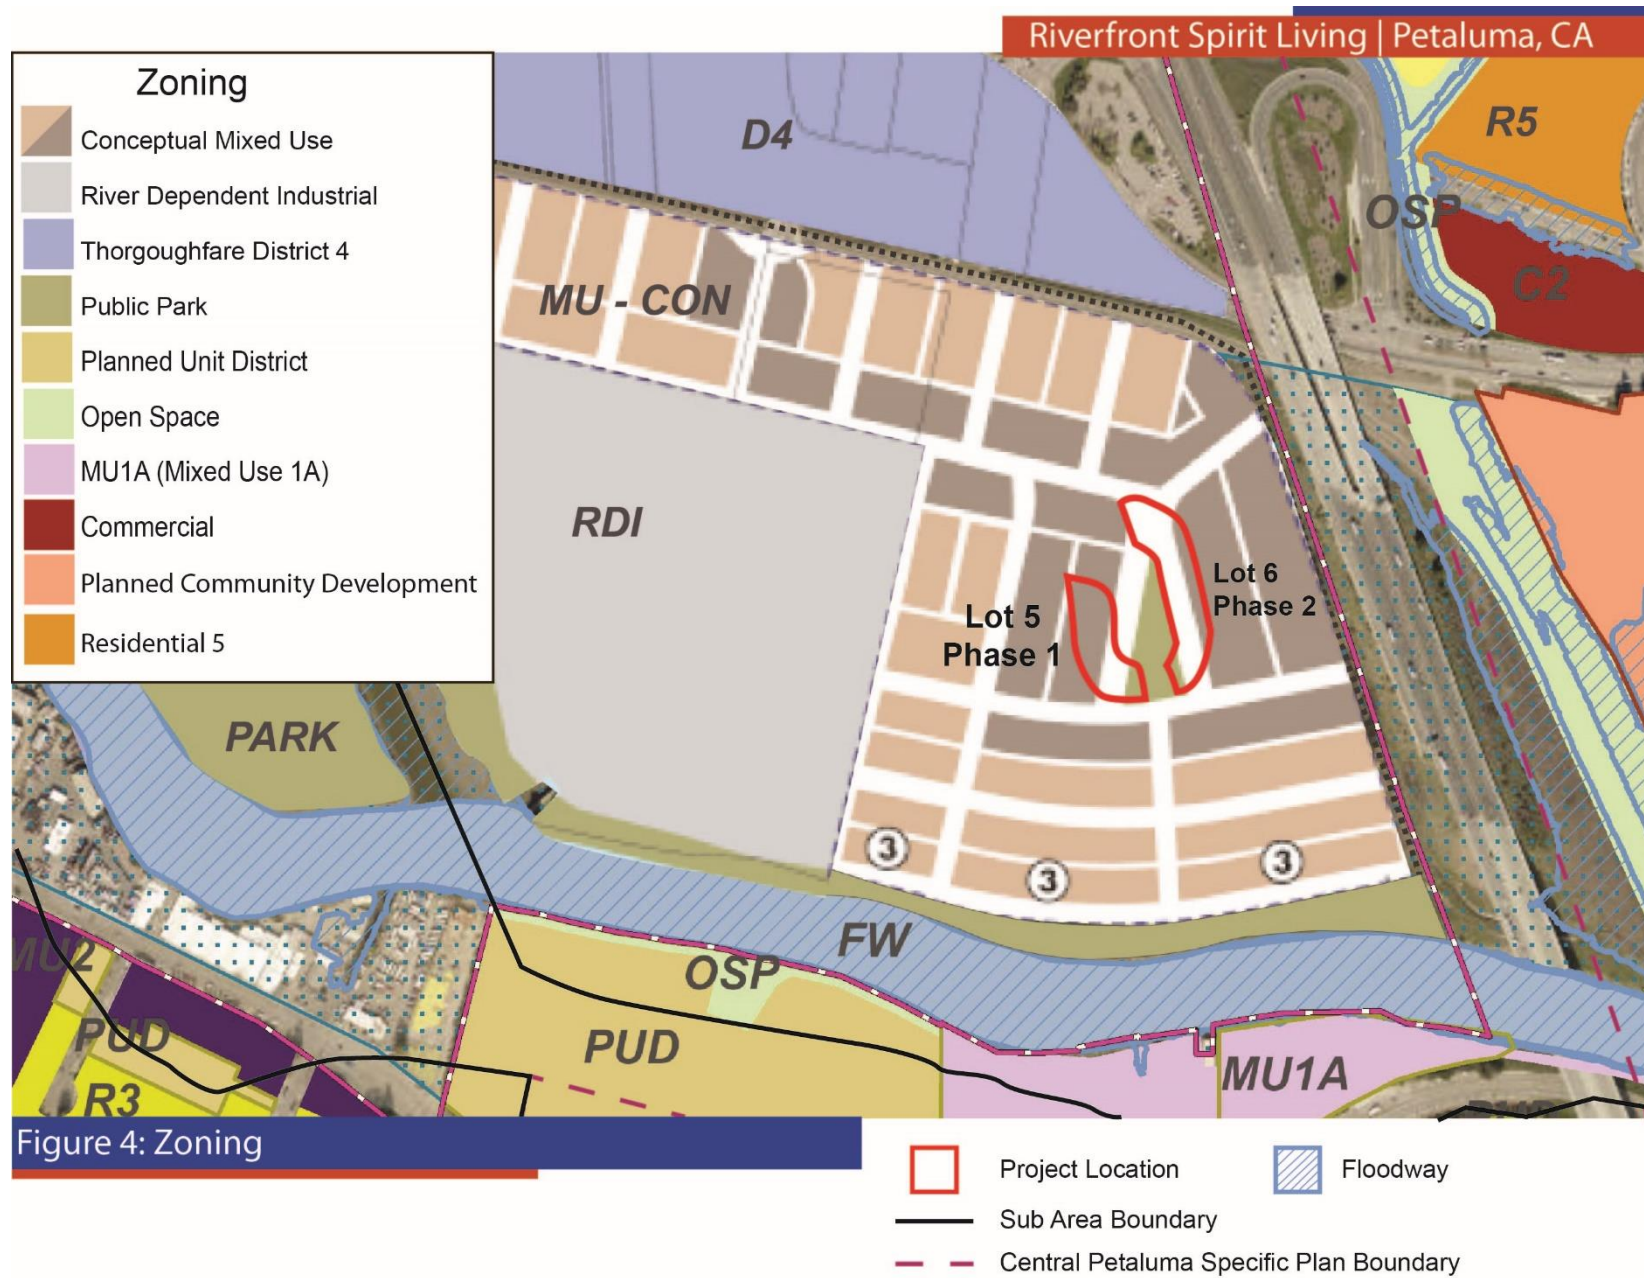 Riverfront Spirit Living | Petaluma, CA
Zoning
Conceptual Mixed Use
River Dependent Industrial
Thorgoughfare District 4
Public Park
Planned Unit District
Open Space
MU1A (Mixed Use 1A)
Commercial
Planned Community Development
Residential 5
D4
R5
OSP
C2
MU - CON
RDI
Lot 6
Phase 2
Lot 5
Phase 1
PARK
3
3
3
FW
OSP
MU2
PUD
PUD
MU1A
R3
Figure 4: Zoning
Project Location
Floodway
Sub Area Boundary
Central Petaluma Specific Plan Boundary